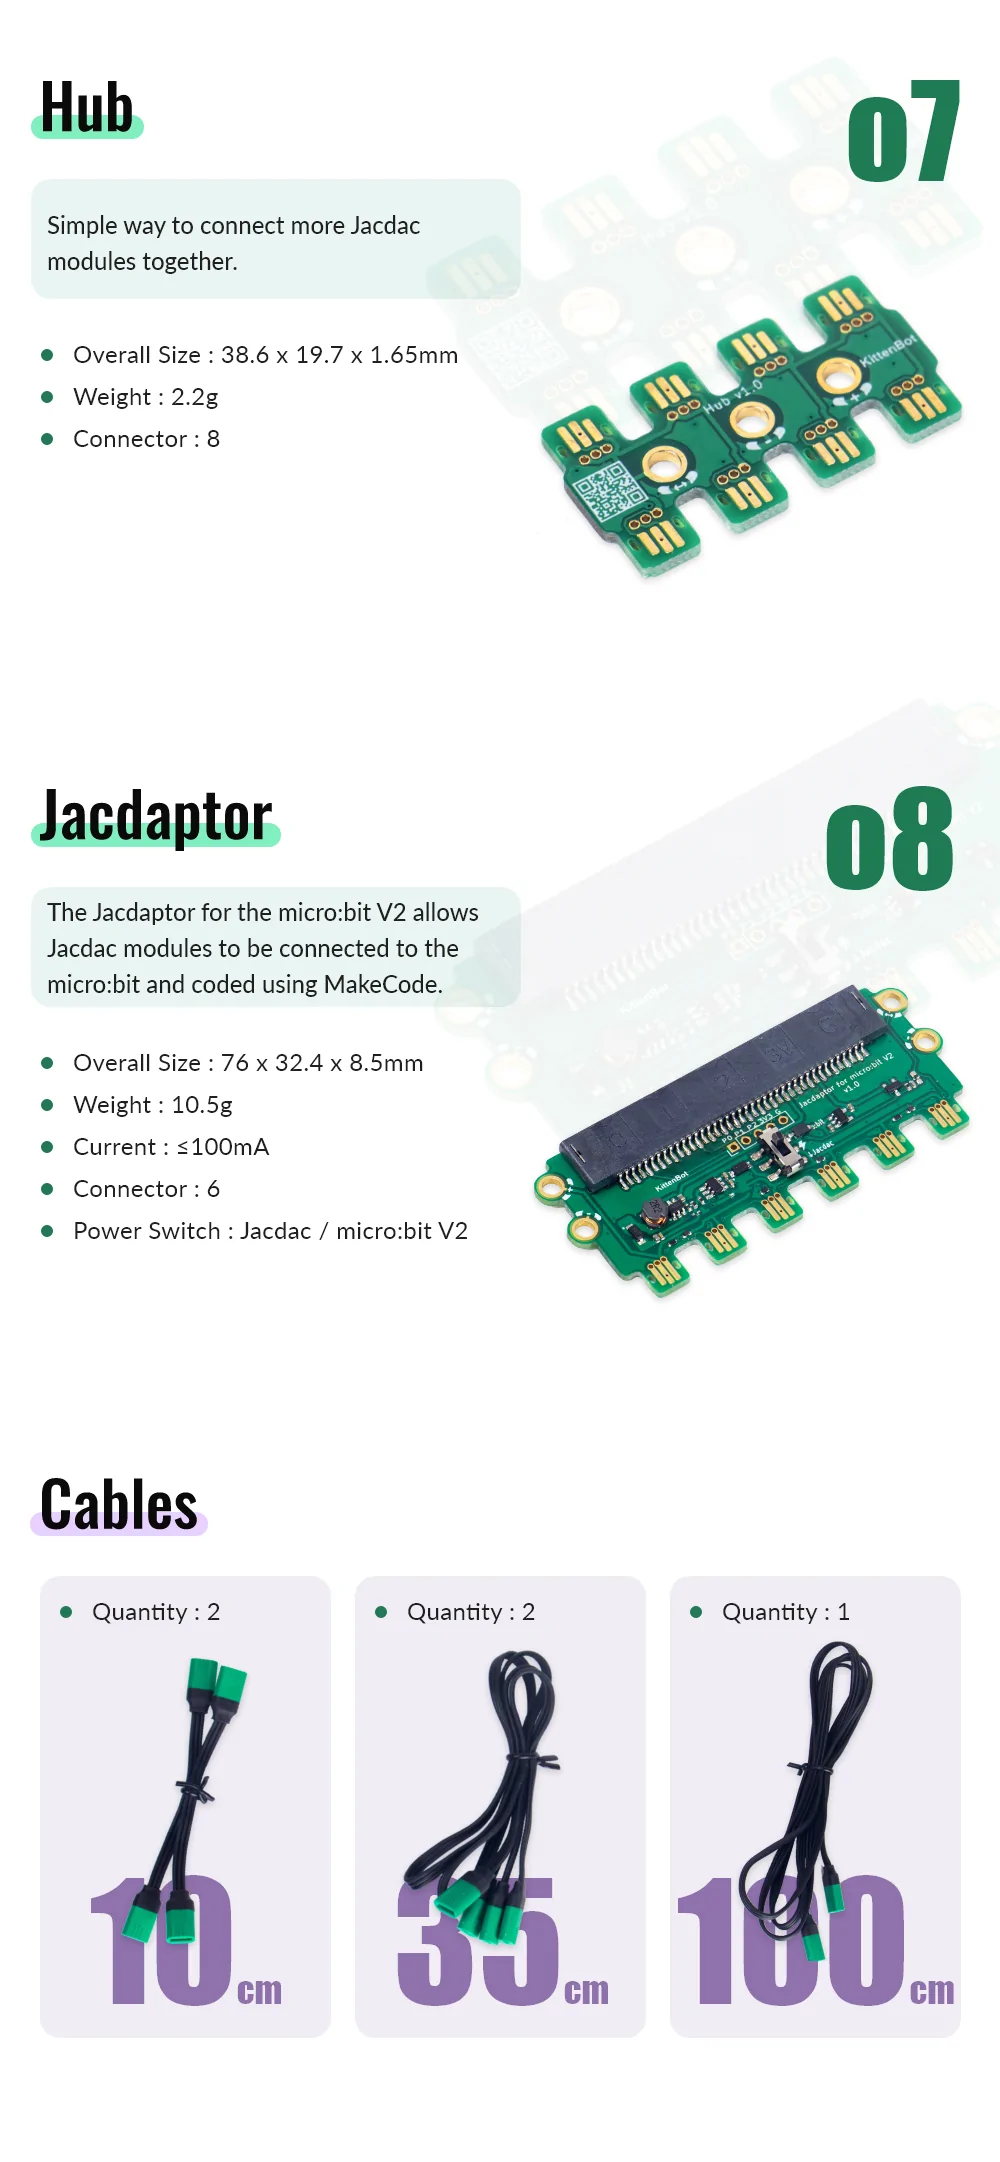 Hub
07
Simple way to connect more Jacdac
modules together.
Overall Size : 38.6 x 19.7 x 1.65mm
Weight : 2.2g
Connector : 8
Hub v1.0
KittenBot
Jacdaptor
08
The Jacdaptor for the micro:bit V2 allows
Jacdac modules to be connected to the
micro:bit and coded using MakeCode.
Overall Size : 76 x 32.4 x 8.5mm
Weight : 10.5g
Current : ≤100mA
Connector : 6
Power Switch : Jacdac / micro:bit V2
Jacdaptor for micro:bit V2
v1.0
P0 P1 P2 3V3 G
Jacdac
KittenBot
Cables
Quantity : 2
Quantity : 2
Quantity : 1
10cm
35cm
100cm